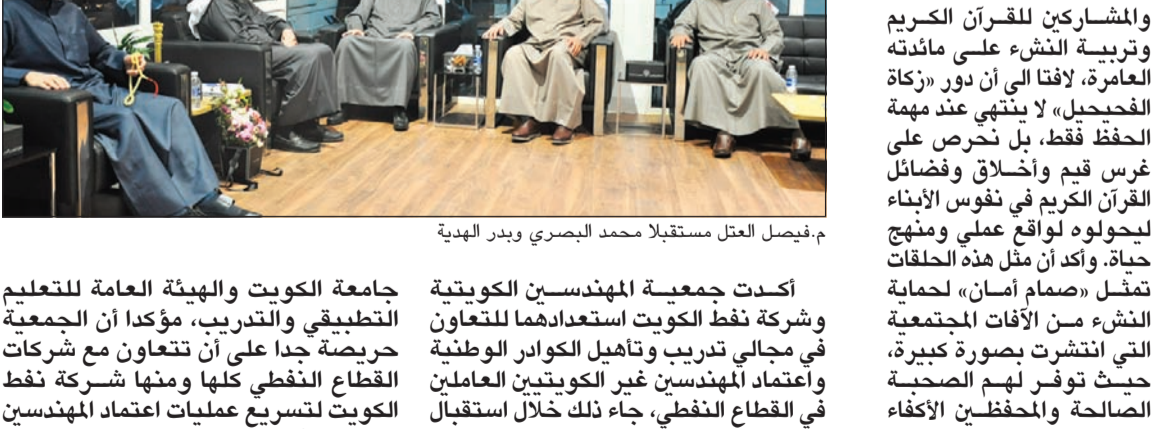 والمشاركين للقرآن الكريم
وتربية النشء على مائدته
العامرة، لافتا الى أن دور «زكاة
الفحيحيل» لا ينتهي عند مهمة
الحفظ فقط، بل نحرص على
غرس قيم وأخلاق وفضائل
القرآن الكريم في نفوس الأبناء
ليحولوه لواقع عملي ومنهج
حياة. وأكد أن مثل هذه الحلقات
تمثل «صمام أمان» لحماية
النشء من الآفات المجتمعية
التي انتشرت بصورة كبيرة،
حيث توفر لهم الصحبة
الصالحة والمحفظين الأكفاء
م.فيصل العتل مستقبلا محمد البصري وبدر الهدية
أكدت جمعية المهندسين الكويتية
وشركة نفط الكويت استعدادهما للتعاون
في مجالي تدريب وتأهيل الكوادر الوطنية
واعتماد المهندسين غير الكويتيين العاملين
في القطاع النفطي، جاء ذلك خلال استقبال
جامعة الكويت والهيئة العامة للتعليم
التطبيقي والتدريب، مؤكدا أن الجمعية
حريصة جدا على أن تتعاون مع شركات
القطاع النفطي كلها ومنها شركة نفط
الكويت لتسريع عمليات اعتماد المهندسين